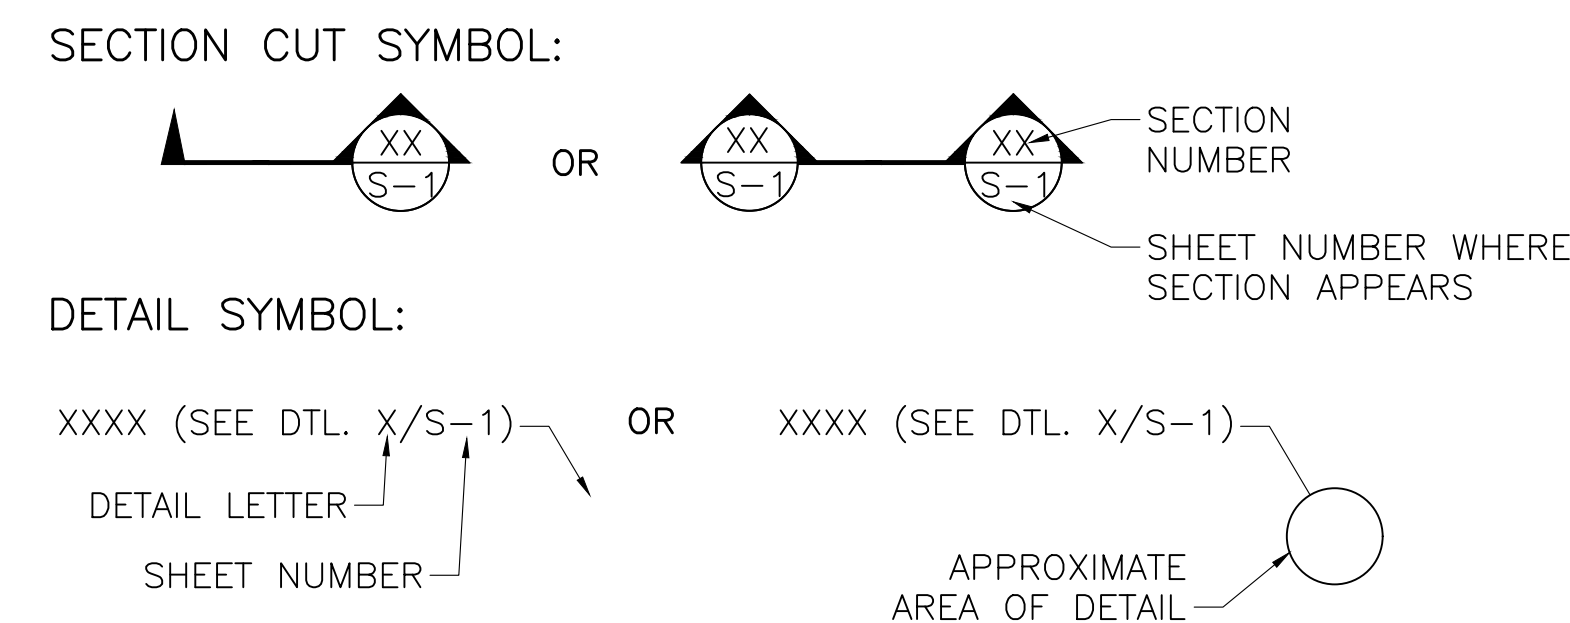 SECTION CUT SYMBOL:
XX
S-1
OR
XX
S-1
XX
S-1
SECTION
NUMBER
SHEET NUMBER WHERE
SECTION APPEARS
DETAIL SYMBOL:
XXXX (SEE DTL. X/S-1)
DETAIL LETTER
SHEET NUMBER
OR
XXXX (SEE DTL. X/S-1)
APPROXIMATE
AREA OF DETAIL